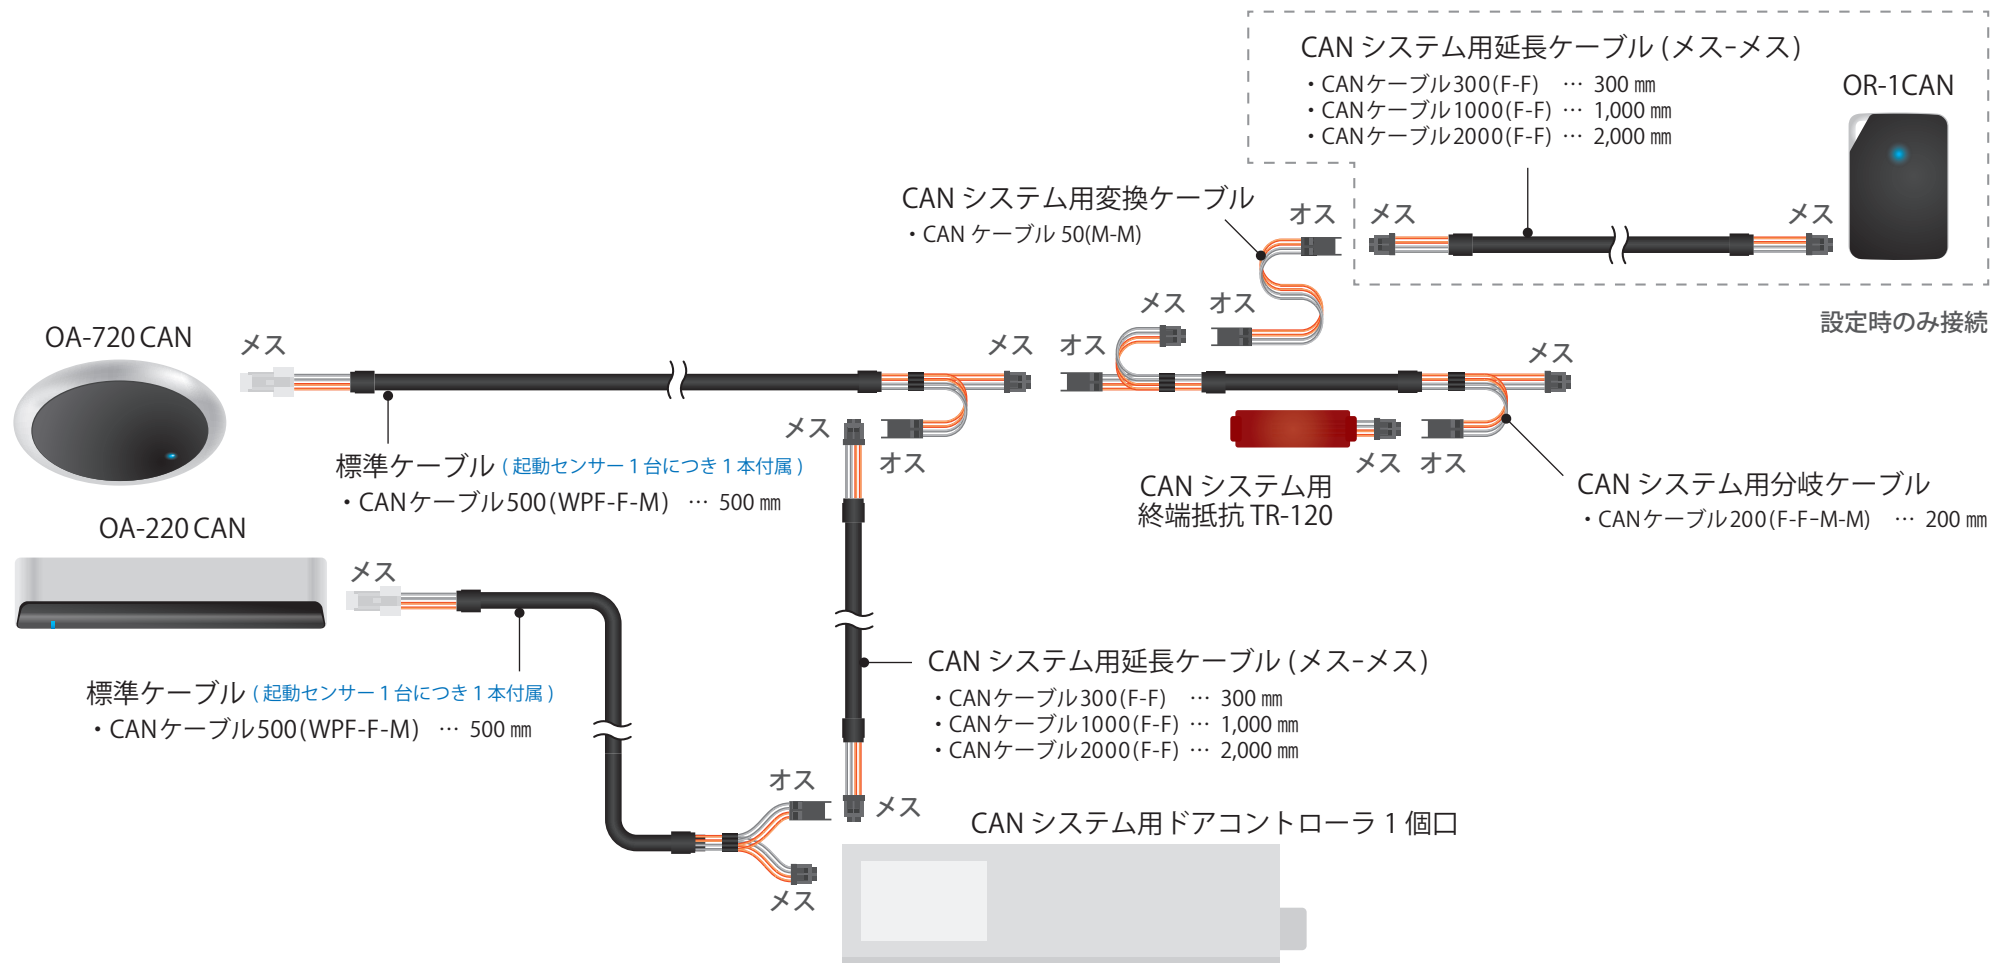 CAN システム用延長ケーブル (メス-メス)
・CANケーブル300(F-F) … 300 ㎜
・CANケーブル1000(F-F) … 1,000 ㎜
・CANケーブル2000(F-F) … 2,000 ㎜
OR-1CAN
CAN システム用変換ケーブル
・CAN ケーブル 50(M-M)
オス
メス
メス
設定時のみ接続
メス
オス
OA-720 CAN
メス
メス
オス
メス
メス
オス
標準ケーブル ( 起動センサー 1 台につき 1 本付属 )
・CANケーブル500(WPF-F-M) … 500 ㎜
メス
オス
CAN システム用
終端抵抗 TR-120
CAN システム用分岐ケーブル
・CANケーブル200(F-F-M-M) … 200 ㎜
OA-220 CAN
メス
標準ケーブル ( 起動センサー 1 台につき 1 本付属 )
・CANケーブル500(WPF-F-M) … 500 ㎜
CAN システム用延長ケーブル (メス-メス)
・CANケーブル300(F-F) … 300 ㎜
・CANケーブル1000(F-F) … 1,000 ㎜
・CANケーブル2000(F-F) … 2,000 ㎜
オス
メス
CAN システム用ドアコントローラ 1 個口
メス